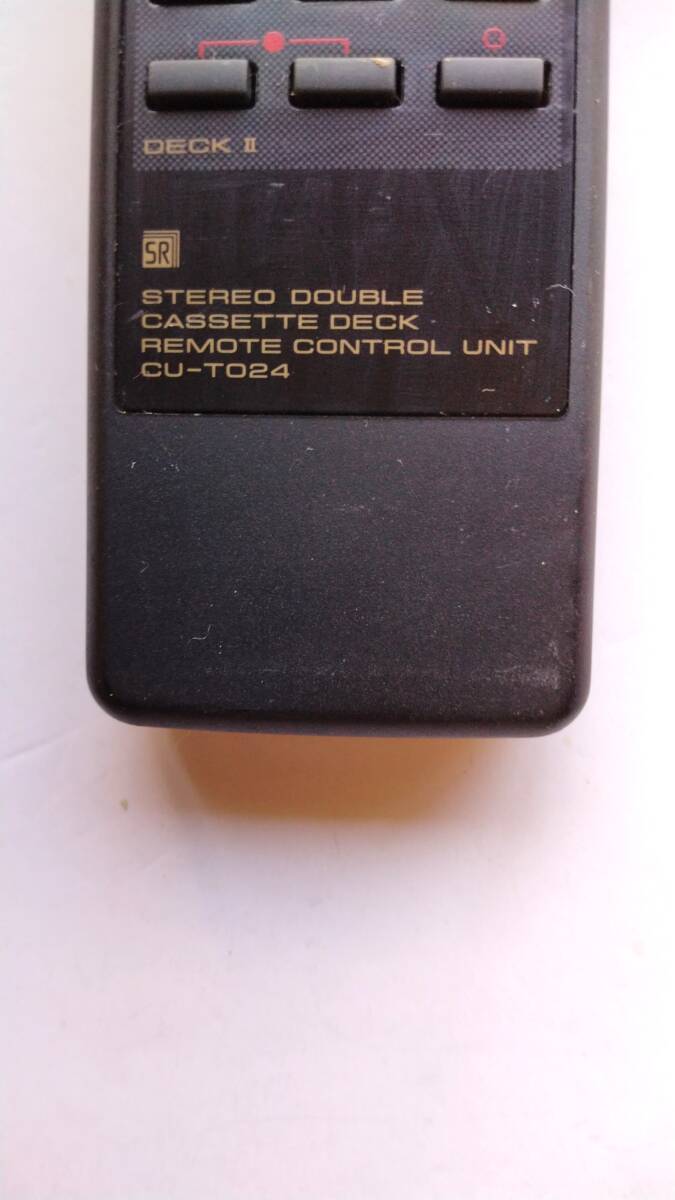 DECK II
SR
STEREO DOUBLE
CASSETTE DECK
REMOTE CONTROL UNIT
CU-T024